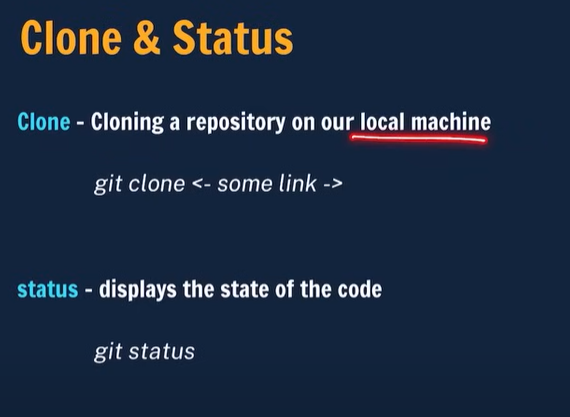 Clone & Status
Clone - Cloning a repository on our local machine
git clone <- some link ->
status - displays the state of the code
git status